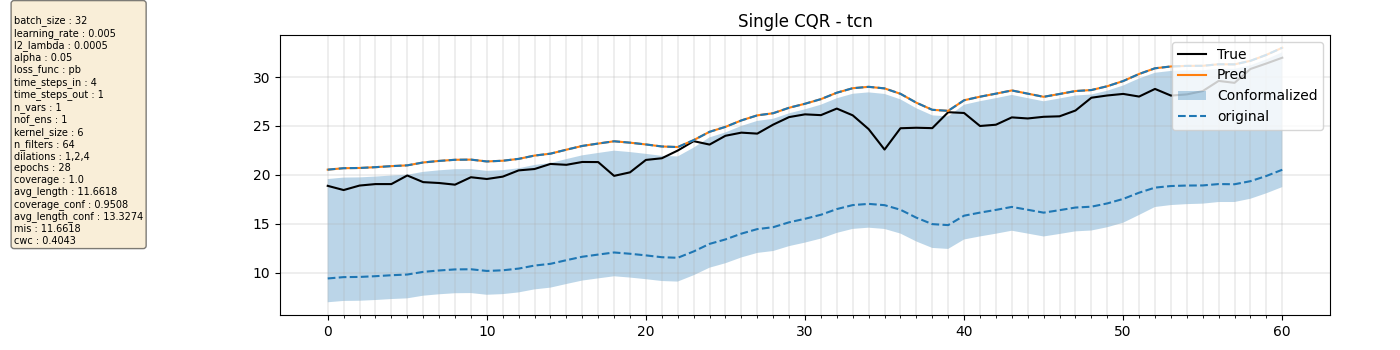 batch_size : 32
learning_rate : 0.005
l2_lambda : 0.0005
alpha : 0.05
loss_func : pb
time_steps_in : 4
time_steps_out : 1
n_vars : 1
nof_ens : 1
kernel_size : 6
n_filters : 64
dilations : 1,2,4
epochs : 28
coverage : 1.0
avg_length : 11.6618
coverage_conf : 0.9508
avg_length_conf : 13.3274
mis : 11.6618
cwc : 0.4043
Single CQR - tcn
True
Pred
Conformalized
original
30
25
20
15
10
0 10 20 30 40 50 60